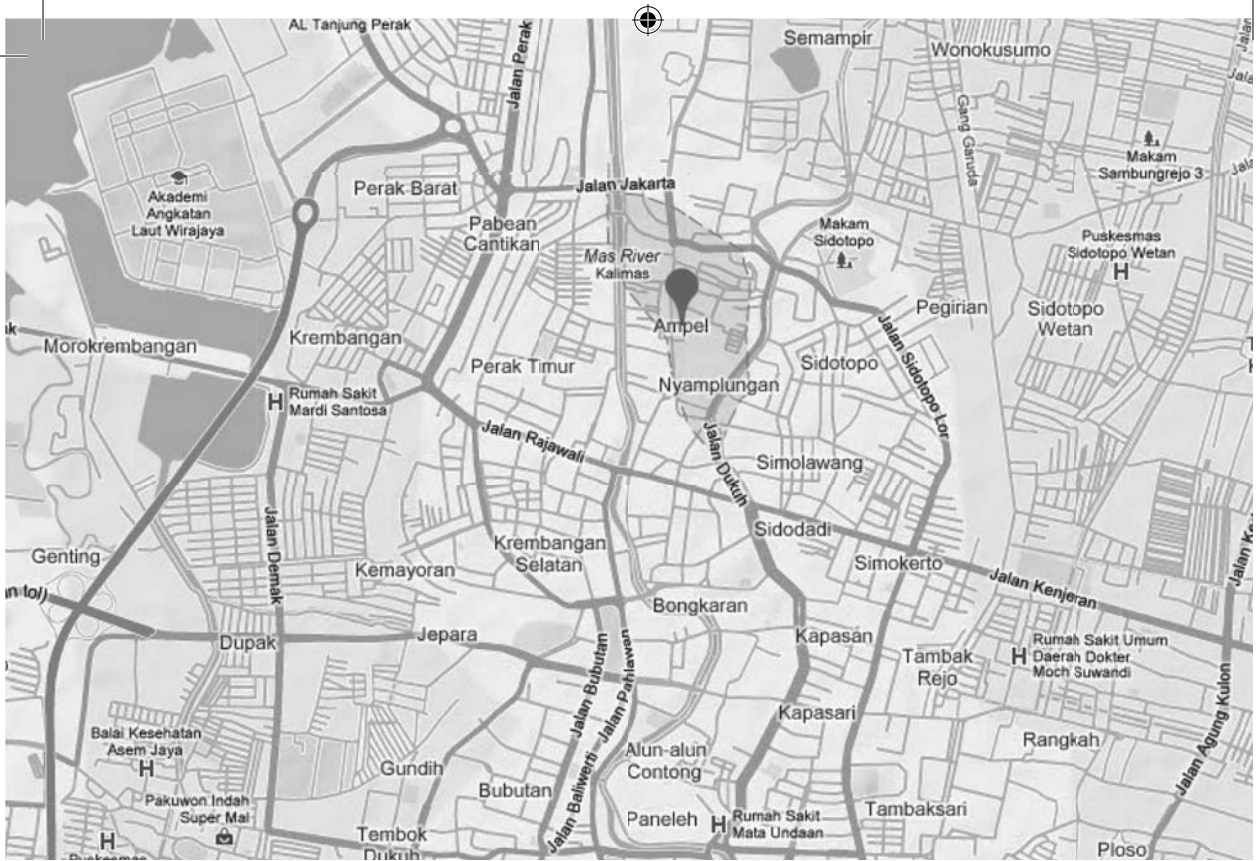 AL Tanjung Perak
Jalan Perak
Semampir
Wonokusumo
Gang Garuda
Makam
Sambungrejo 3
Akademi
Angkatan
Laut Wirajaya
Perak Barat
Jalan Jakarta
Pabean
Cantikan
Makam
Sidotopo
Puskesmas
Sidotopo Wetan
H
Mas River
Kalimas
Pegirian
Sidotopo
Wetan
Ampel
Krembangan
Morokrembangan
Perak Timur
Sidotopo
Jalan Sidotopo Lor
Nyamplungan
H
Rumah Sakit
Mardi Santosa
Jalan Rajawali
Jalan Dukuh
Simolawang
Sidodadi
Jalan Demak
Krembangan
Selatan
Genting
Kemayoran
Simokerto
Jalan Kenjeran
an tol)
Bongkaran
Dupak
Jepara
Kapasan
Jalan Bubutan
Jalan Pahlawan
Tambak
Rejo
H
Rumah Sakit Umum
Daerah Dokter
Moch Suwandi
Jalan Agung Kulon
Kapasari
Balai Kesehatan
Asem Jaya
H
Alun-alun
Contong
Rangkah
Gundih
Bubutan
Jalan Baliwerti
Pakuwon Indah
Super Mal
Paneleh
H
Rumah Sakit
Mata Undaan
Tambaksari
Tembok
Dukuh
H
Puskesmas
Ploso